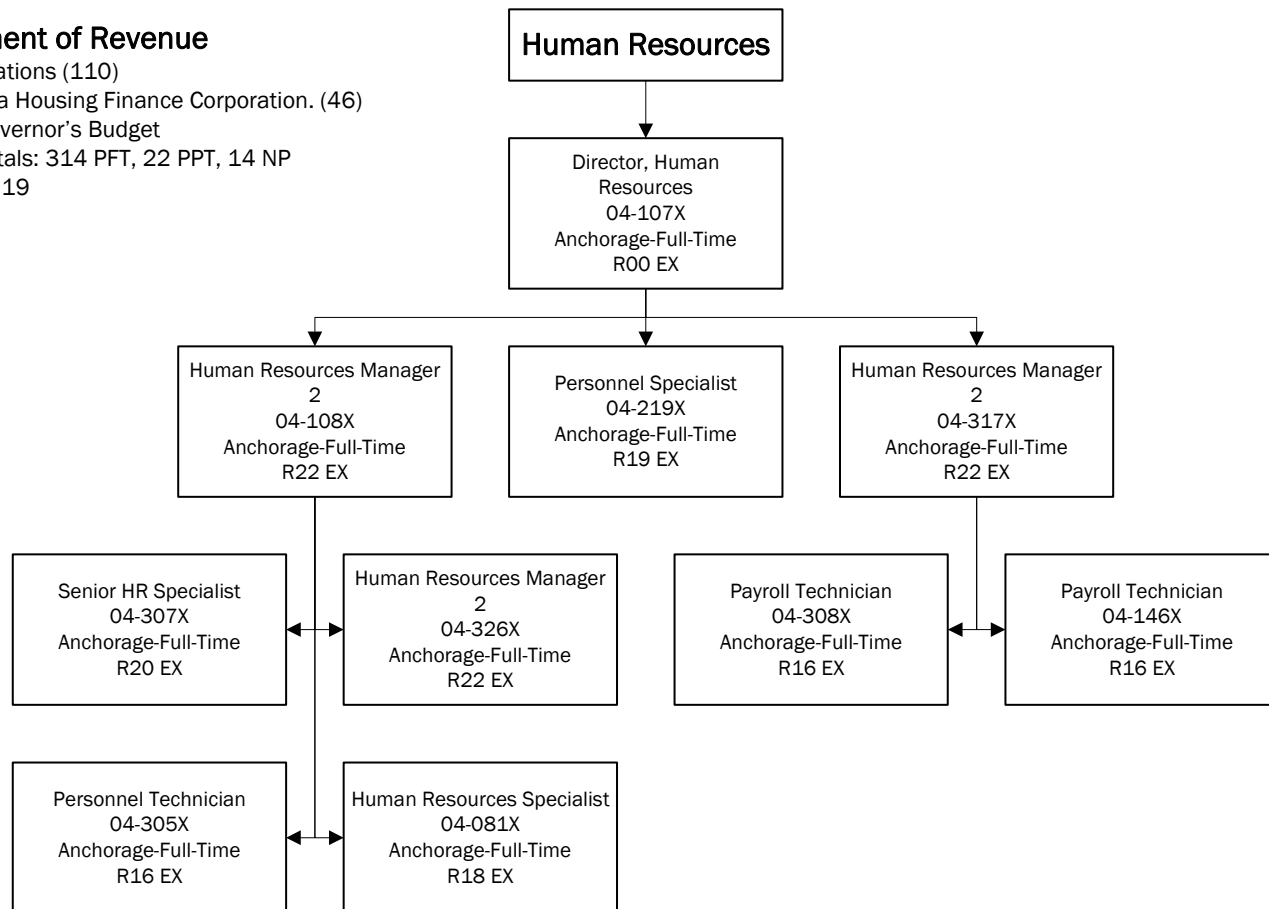 ment of Revenue
ations (110)
a Housing Finance Corporation. (46)
vernor's Budget
tals: 314 PFT, 22 PPT, 14 NP
19
Human Resources
Director, Human
Resources
04-107X
Anchorage-Full-Time
R00 EX
Human Resources Manager
2
04-108X
Anchorage-Full-Time
R22 EX
Personnel Specialist
04-219X
Anchorage-Full-Time
R19 EX
Human Resources Manager
2
04-317X
Anchorage-Full-Time
R22 EX
Senior HR Specialist
04-307X
Anchorage-Full-Time
R20 EX
Human Resources Manager
2
04-326X
Anchorage-Full-Time
R22 EX
Payroll Technician
04-308X
Anchorage-Full-Time
R16 EX
Payroll Technician
04-146X
Anchorage-Full-Time
R16 EX
Personnel Technician
04-305X
Anchorage-Full-Time
R16 EX
Human Resources Specialist
04-081X
Anchorage-Full-Time
R18 EX